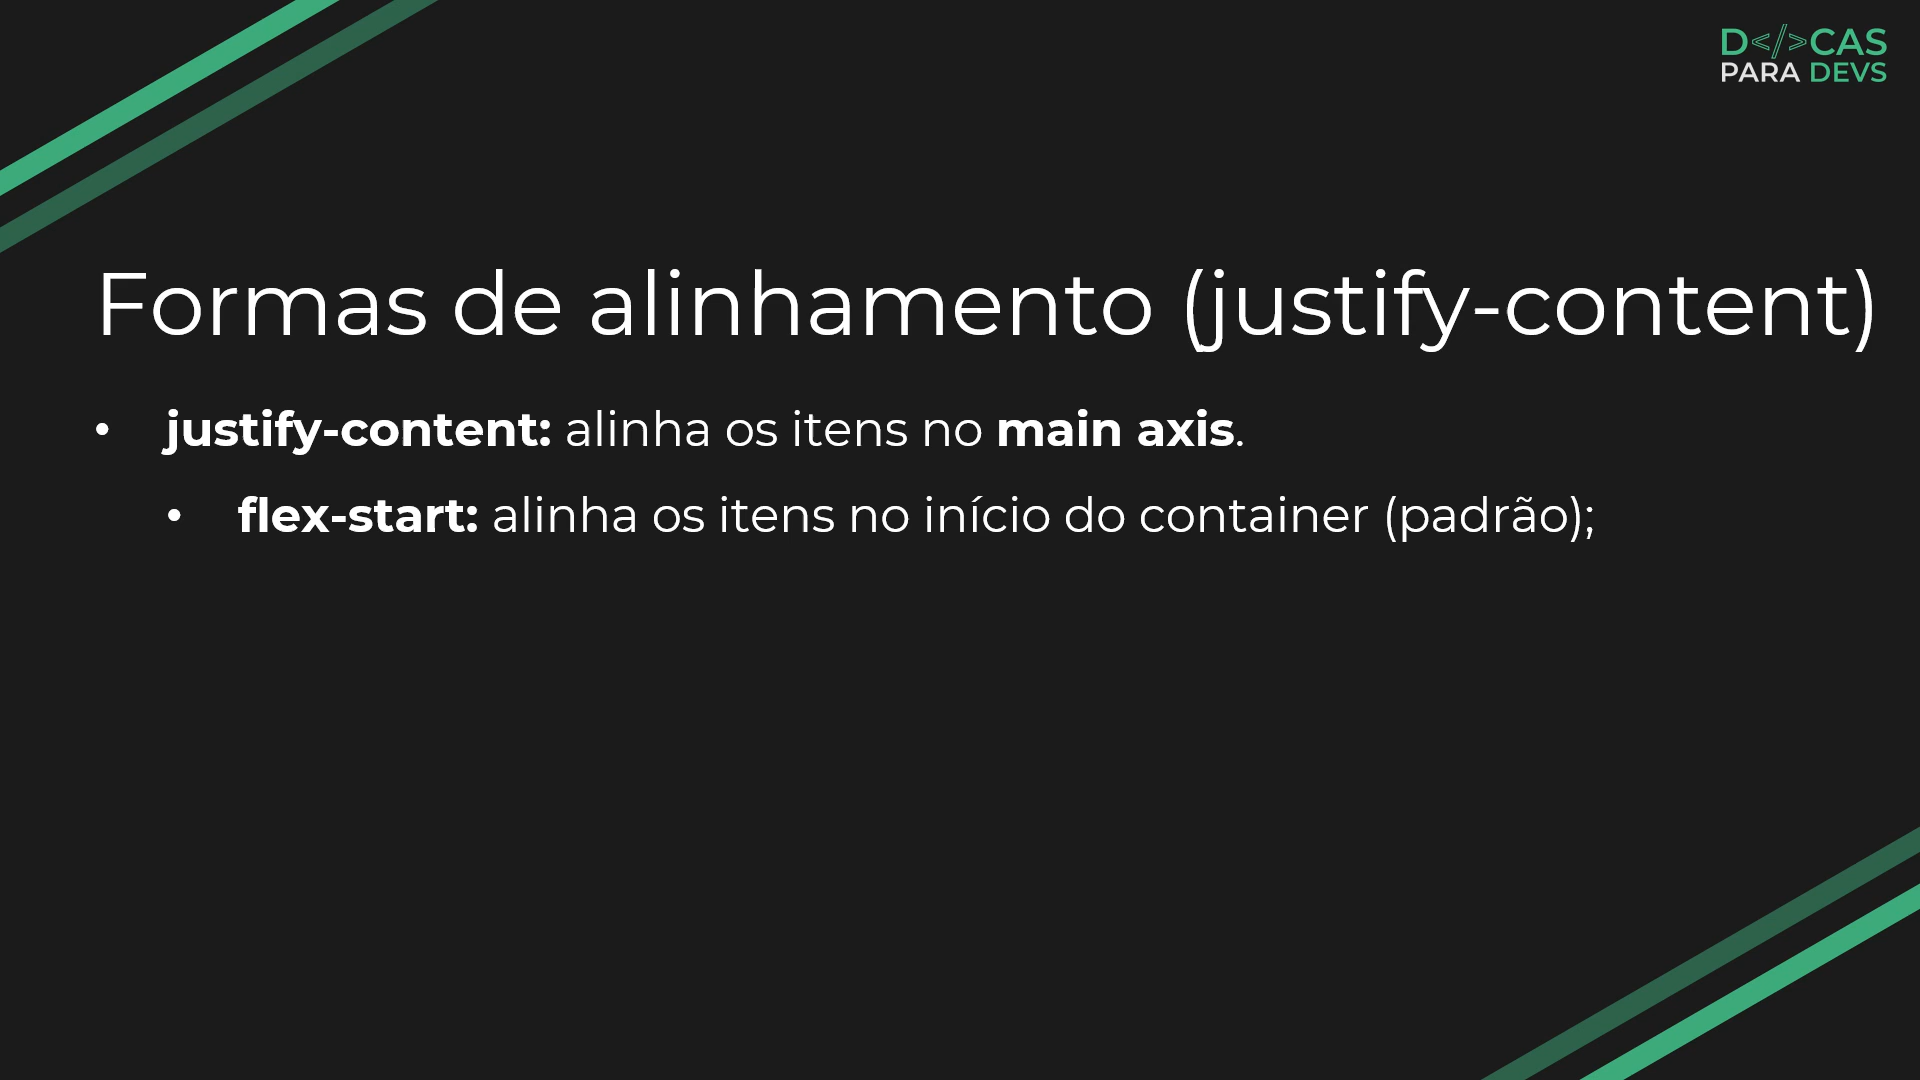 D</>CAS
PARA DEVS
Formas de alinhamento (justify-content)
• justify-content: alinha os itens no main axis.
• flex-start: alinha os itens no início do container (padrão);